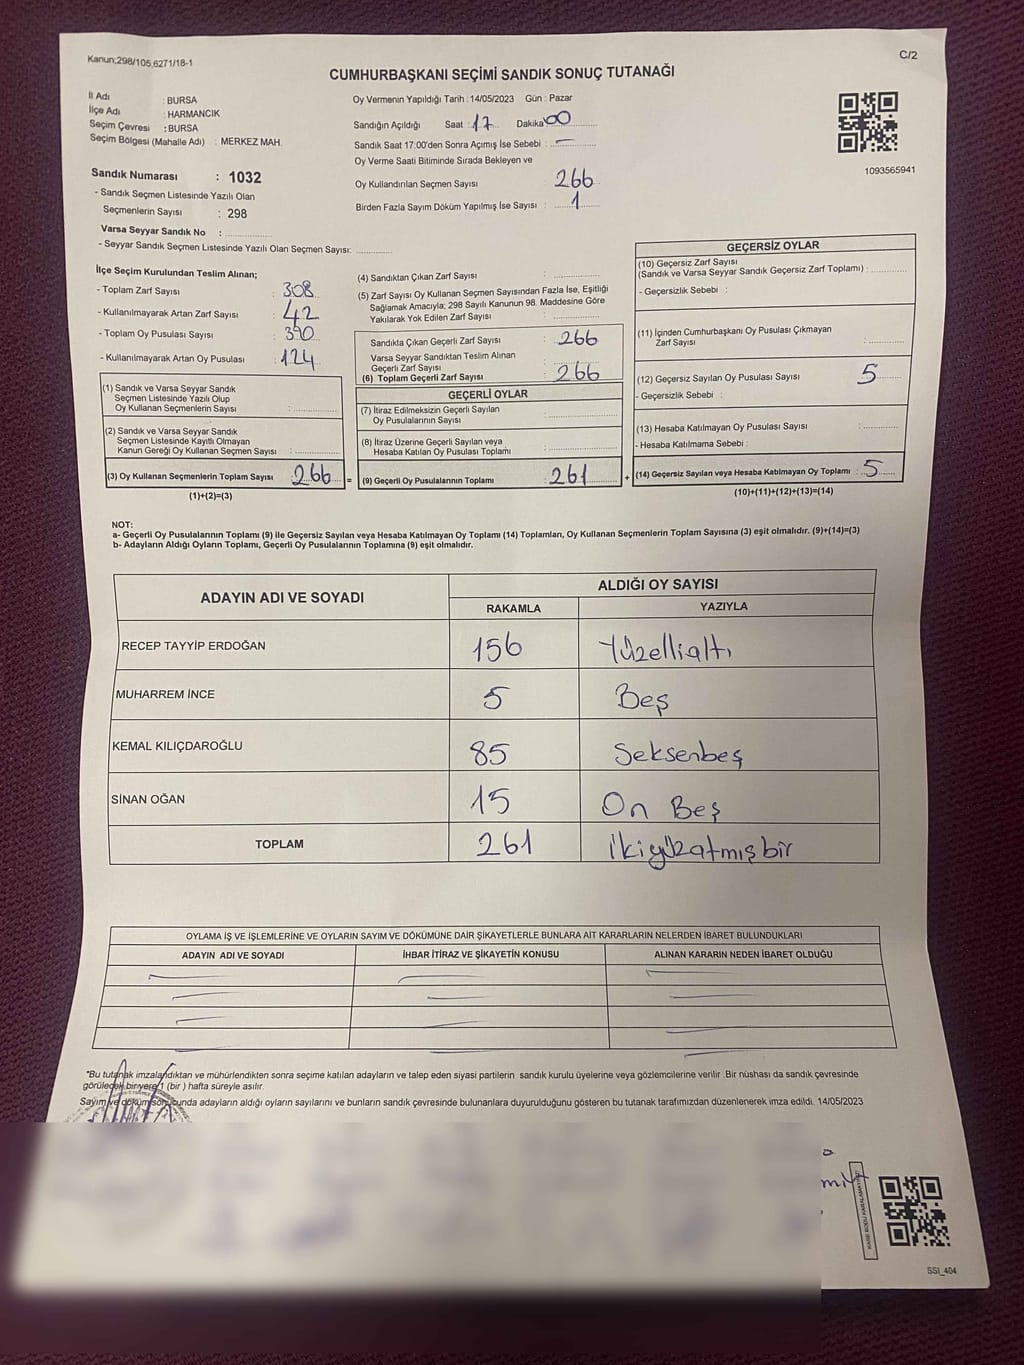 Kanun;298/105,6271/18-1
C/2
CUMHURBAŞKANI SEÇİMİ SANDIK SONUÇ TUTANAĞI
İl Adı : BURSA
İlçe Adı : HARMANCIK
Seçim Çevresi : BURSA
Seçim Bölgesi (Mahalle Adı) : MERKEZ MAH.
Sandık Numarası : 1032
- Sandık Seçmen Listesinde Yazılı Olan
Seçmenlerin Sayısı : 298
Varsa Seyyar Sandık No :
- Seyyar Sandık Seçmen Listesinde Yazılı Olan Seçmen Sayısı:
Oy Vermenin Yapıldığı Tarih : 14/05/2023 Gün : Pazar
Sandığın Açıldığı Saat : 17 Dakika 00
Sandık Saat 17:00'den Sonra Açımış İse Sebebi : —
Oy Verme Saati Bitiminde Sırada Bekleyen ve
Oy Kullandırılan Seçmen Sayısı : 266
Birden Fazla Sayım Döküm Yapılmış İse Sayısı : 1
1093565941
İlçe Seçim Kurulundan Teslim Alınan;
- Toplam Zarf Sayısı : 308
- Kullanılmayarak Artan Zarf Sayısı : 42
- Toplam Oy Pusulası Sayısı : 390
- Kullanılmayarak Artan Oy Pusulası : 124
(1) Sandık ve Varsa Seyyar Sandık
Seçmen Listesinde Yazılı Olup
Oy Kullanan Seçmenlerin Sayısı :
(2) Sandık ve Varsa Seyyar Sandık
Seçmen Listesinde Kayıtlı Olmayan
Kanun Gereği Oy Kullanan Seçmen Sayısı :
(3) Oy Kullanan Seçmenlerin Toplam Sayısı 266 =
(1)+(2)=(3)
(4) Sandıktan Çıkan Zarf Sayısı :
(5) Zarf Sayısı Oy Kullanan Seçmen Sayısından Fazla İse, Eşitliği
Sağlamak Amacıyla; 298 Sayılı Kanunun 98. Maddesine Göre
Yakılarak Yok Edilen Zarf Sayısı :
Sandıkta Çıkan Geçerli Zarf Sayısı : 266
Varsa Seyyar Sandıktan Teslim Alınan
Geçerli Zarf Sayısı :
(6) Toplam Geçerli Zarf Sayısı : 266
GEÇERLİ OYLAR
(7) İtiraz Edilmeksizin Geçerli Sayılan
Oy Pusulalarının Sayısı :
(8) İtiraz Üzerine Geçerli Sayılan veya
Hesaba Katılan Oy Pusulası Toplamı :
(9) Geçerli Oy Pusulalarının Toplamı : 261 +
GEÇERSİZ OYLAR
(10) Geçersiz Zarf Sayısı
(Sandık ve Varsa Seyyar Sandık Geçersiz Zarf Toplamı) :
- Geçersizlik Sebebi :
(11) İçinden Cumhurbaşkanı Oy Pusulası Çıkmayan
Zarf Sayısı :
(12) Geçersiz Sayılan Oy Pusulası Sayısı : 5
- Geçersizlik Sebebi :
(13) Hesaba Katılmayan Oy Pusulası Sayısı :
- Hesaba Katılmama Sebebi :
(14) Geçersiz Sayılan veya Hesaba Katılmayan Oy Toplamı : 5
(10)+(11)+(12)+(13)=(14)
NOT:
a- Geçerli Oy Pusulalarının Toplamı (9) ile Geçersiz Sayılan veya Hesaba Katılmayan Oy Toplamı (14) Toplamları, Oy Kullanan Seçmenlerin Toplam Sayısına (3) eşit olmalıdır. (9)+(14)=(3)
b- Adayların Aldığı Oyların Toplamı, Geçerli Oy Pusulalarının Toplamına (9) eşit olmalıdır.
ADAYIN ADI VE SOYADI
ALDIĞI OY SAYISI
RAKAMLA YAZIYLA
RECEP TAYYİP ERDOĞAN 156 Yüzellialtı
MUHARREM İNCE 5 Beş
KEMAL KILIÇDAROĞLU 85 Seksenbeş
SİNAN OĞAN 15 On Beş
TOPLAM 261 İkiyüzatmışbir
OYLAMA İŞ VE İŞLEMLERİNE VE OYLARIN SAYIM VE DÖKÜMÜNE DAİR ŞİKAYETLERLE BUNLARA AİT KARARLARIN NELERDEN İBARET BULUNDUKLARI
ADAYIN ADI VE SOYADI İHBAR İTİRAZ VE ŞİKAYETİN KONUSU ALINAN KARARIN NEDEN İBARET OLDUĞU
"Bu tutanak imzalandıktan ve mühürlendikten sonra seçime katılan adayların ve talep eden siyasi partilerin sandık kurulu üyelerine veya gözlemcilerine verilir. Bir nüshası da sandık çevresinde
görülecek bir yere 1 (bir) hafta süreyle asılır.
Sayım ve döküm sonucunda adayların aldığı oyların sayılarını ve bunların sandık çevresinde bulunanlara duyurulduğunu gösteren bu tutanak tarafımızdan düzenlenerek imza edildi. 14/05/2023
SSI_404